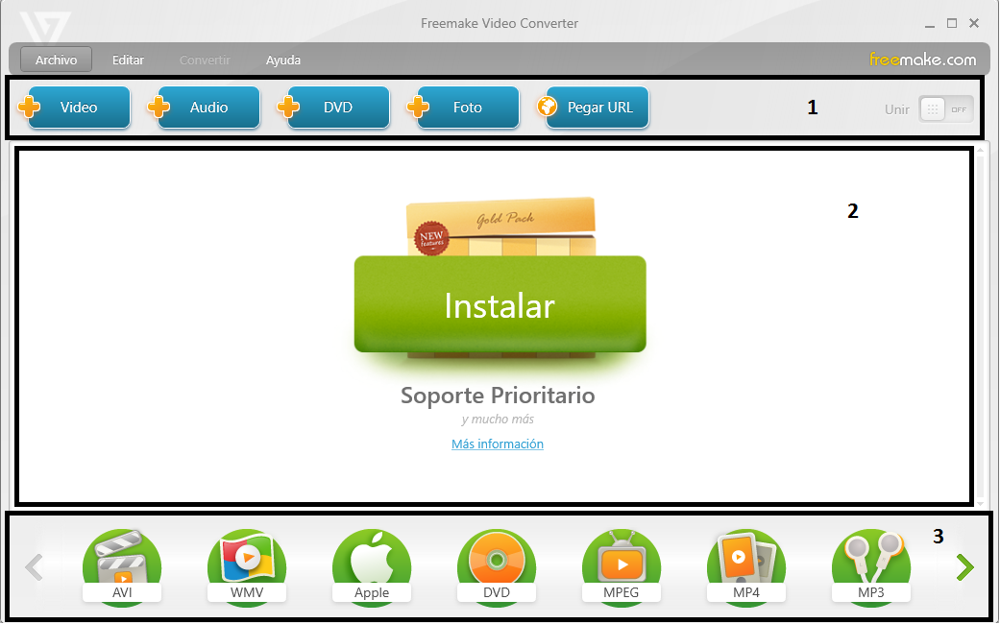 Freemake Video Converter
Archivo Editar Convertir Ayuda freemake.com
Video Audio DVD Foto Pegar URL 1 Unir OFF
2
Gold Pack
NEW
features
Instalar
Soporte Prioritario
y mucho más
Más información
3
AVI WMV Apple DVD MPEG MP4 MP3